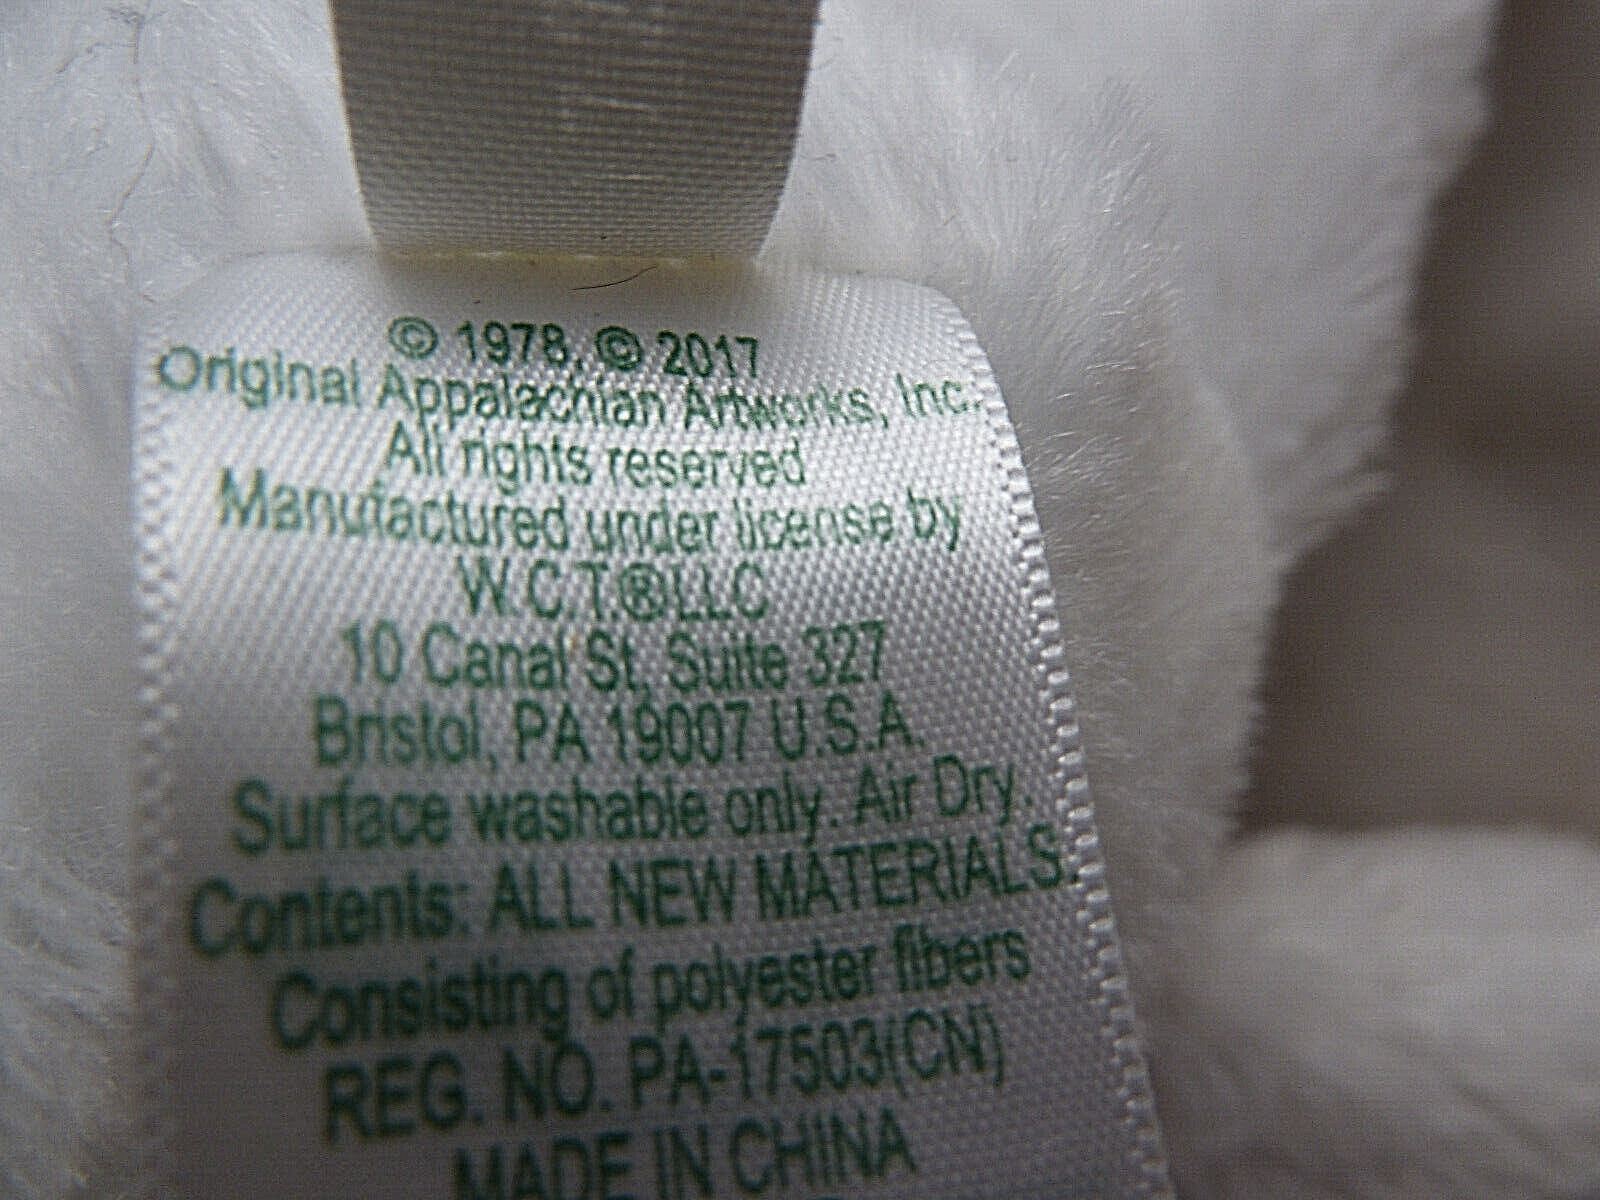 © 1978, © 2017
Original Appalachian Artworks, Inc.
All rights reserved
Manufactured under license by
W.C.T.®LLC
10 Canal St, Suite 327
Bristol, PA 19007 U.S.A.
Surface washable only. Air Dry.
Contents: ALL NEW MATERIALS.
Consisting of polyester fibers
REG. NO. PA-17503(CN)
MADE IN CHINA